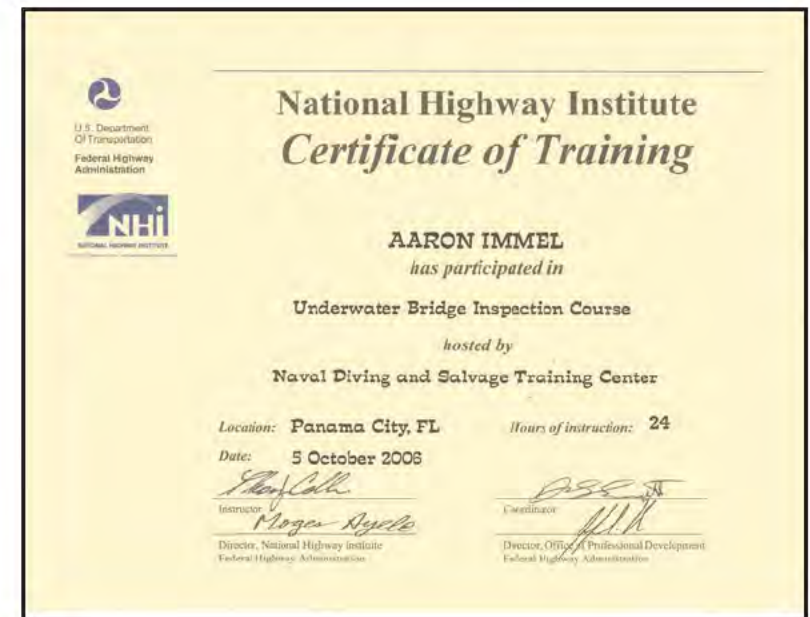 U.S. Department
Of Transportation
Federal Highway
Administration
NHI
NATIONAL HIGHWAY INSTITUTE
National Highway Institute
Certificate of Training
AARON IMMEL
has participated in
Underwater Bridge Inspection Course
hosted by
Naval Diving and Salvage Training Center
Location: Panama City, FL Hours of instruction: 24
Date: 5 October 2006
Instructor Coordinator
Director, National Highway Institute Director, Office of Professional Development
Federal Highway Administration Federal Highway Administration